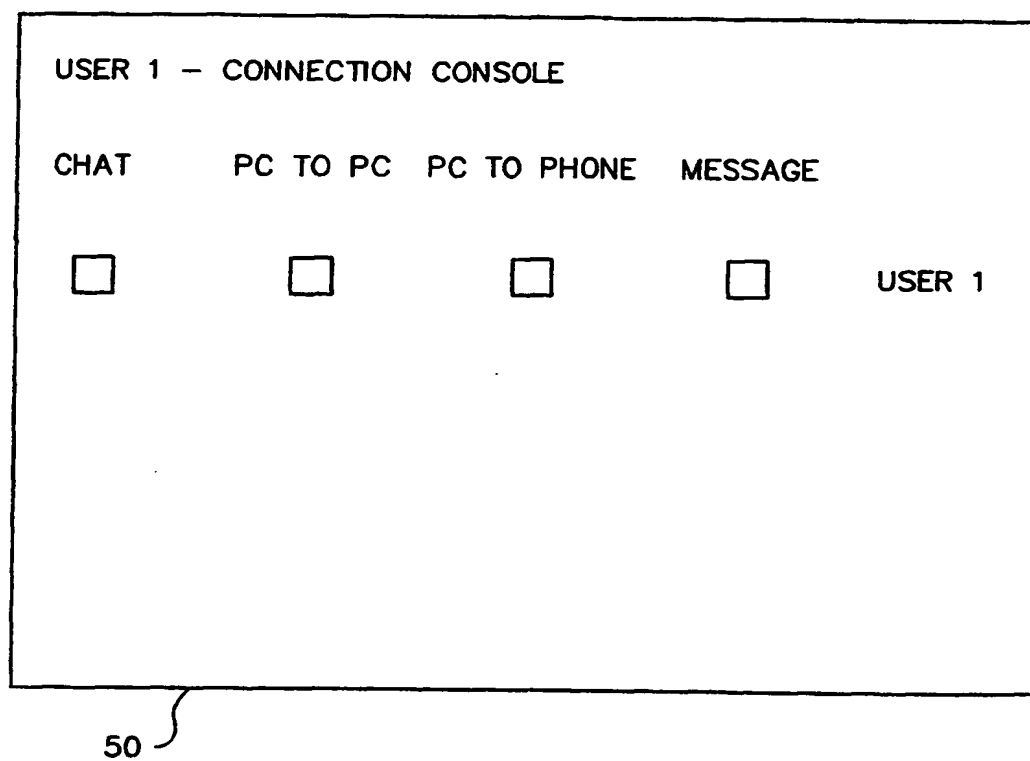 USER 1 – CONNECTION CONSOLE
CHAT PC TO PC PC TO PHONE MESSAGE
USER 1
50